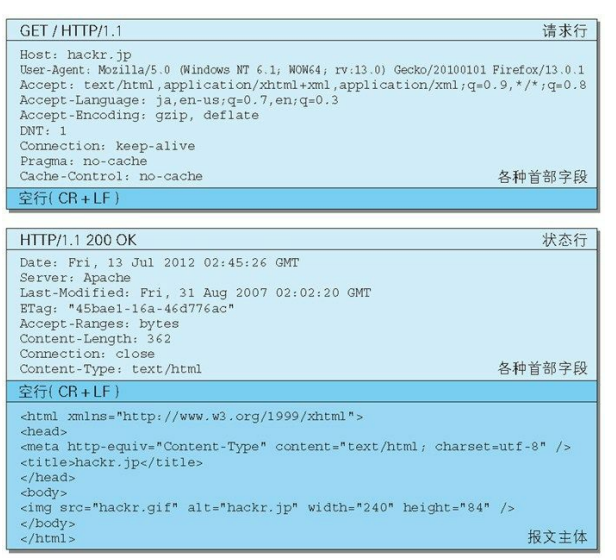 GET / HTTP/1.1 请求行
Host: hackr.jp
User-Agent: Mozilla/5.0 (Windows NT 6.1; WOW64; rv:13.0) Gecko/20100101 Firefox/13.0.1
Accept: text/html,application/xhtml+xml,application/xml;q=0.9,*/*;q=0.8
Accept-Language: ja,en-us;q=0.7,en;q=0.3
Accept-Encoding: gzip, deflate
DNT: 1
Connection: keep-alive
Pragma: no-cache
Cache-Control: no-cache 各种首部字段
空行( CR + LF )
HTTP/1.1 200 OK 状态行
Date: Fri, 13 Jul 2012 02:45:26 GMT
Server: Apache
Last-Modified: Fri, 31 Aug 2007 02:02:20 GMT
ETag: "45bae1-16a-46d776ac"
Accept-Ranges: bytes
Content-Length: 362
Connection: close
Content-Type: text/html 各种首部字段
空行( CR + LF )
<html xmlns="http://www.w3.org/1999/xhtml">
<head>
<meta http-equiv="Content-Type" content="text/html; charset=utf-8" />
<title>hackr.jp</title>
</head>
<body>
<img src="hackr.gif" alt="hackr.jp" width="240" height="84" />
</body>
</html> 报文主体